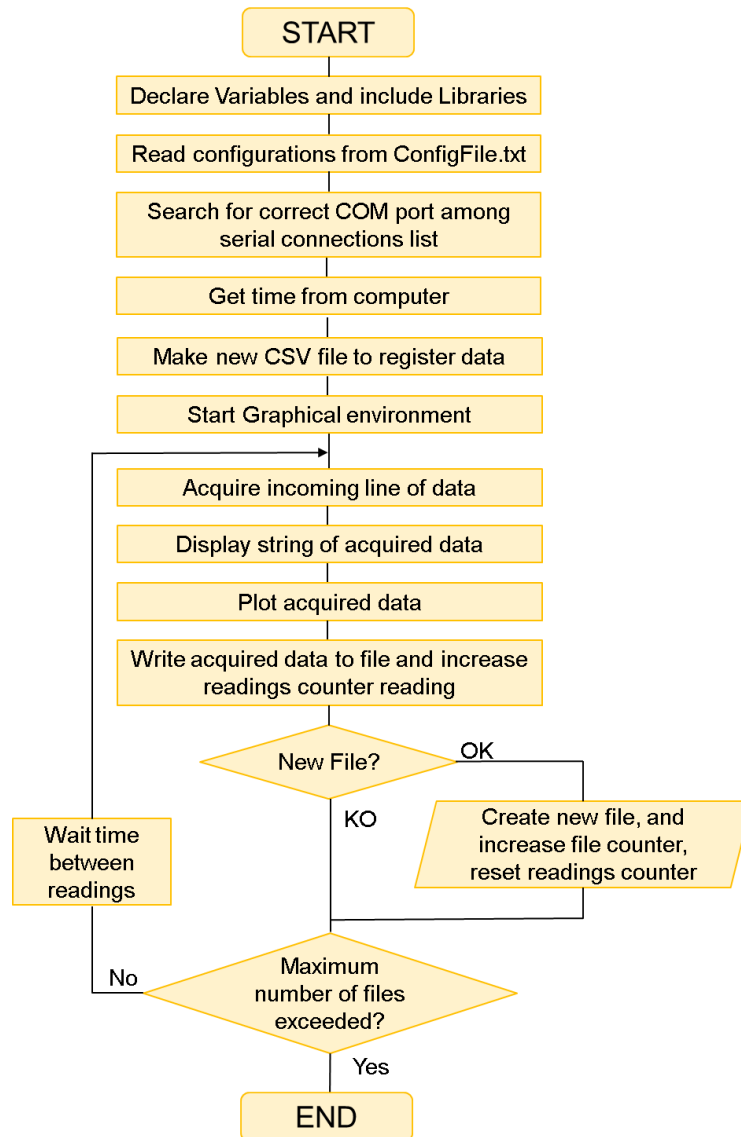 START
Declare Variables and include Libraries
Read configurations from ConfigFile.txt
Search for correct COM port among
serial connections list
Get time from computer
Make new CSV file to register data
Start Graphical environment
Acquire incoming line of data
Display string of acquired data
Plot acquired data
Write acquired data to file and increase
readings counter reading
New File?
OK
KO
Create new file, and
increase file counter,
reset readings counter
Wait time
between
readings
Maximum
number of files
exceeded?
No
Yes
END